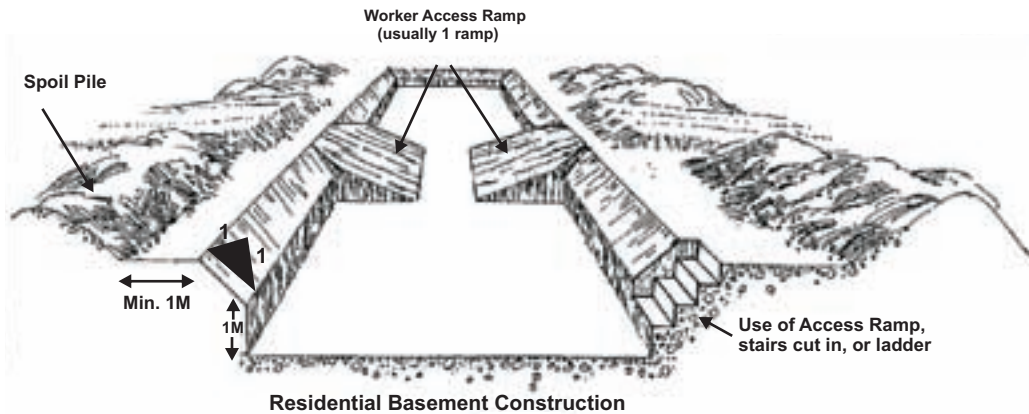 Worker Access Ramp
(usually 1 ramp)
Spoil Pile
1
1
Min. 1M
1M
Use of Access Ramp,
stairs cut in, or ladder
Residential Basement Construction